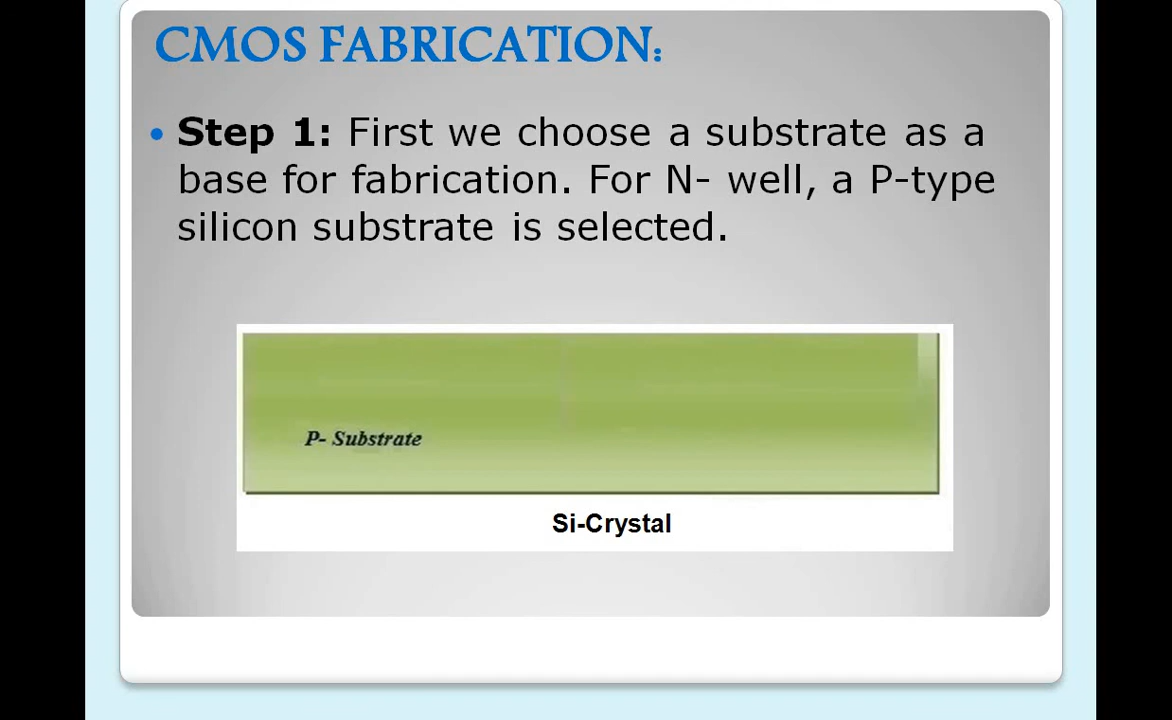 CMOS FABRICATION:
• Step 1: First we choose a substrate as a
base for fabrication. For N- well, a P-type
silicon substrate is selected.
P- Substrate
Si-Crystal